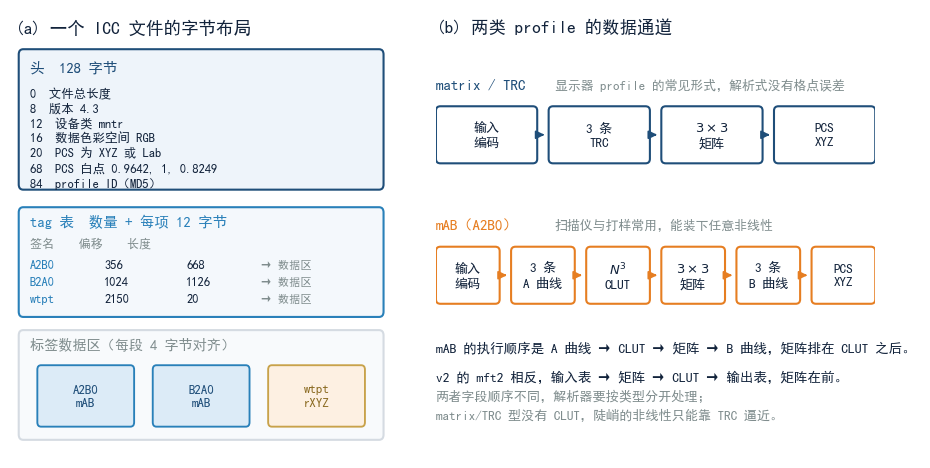 (a) 一个 ICC 文件的字节布局
头 128 字节
0 文件总长度
8 版本 4.3
12 设备类 mntr
16 数据色彩空间 RGB
20 PCS 为 XYZ 或 Lab
68 PCS 白点 0.9642, 1, 0.8249
84 profile ID（MD5）
tag 表 数量 + 每项 12 字节
签名 偏移 长度
A2B0 356 668 → 数据区
B2A0 1024 1126 → 数据区
wtpt 2150 20 → 数据区
标签数据区（每段 4 字节对齐）
A2B0 B2A0 wtpt
mAB mAB rXYZ
(b) 两类 profile 的数据通道
matrix / TRC 显示器 profile 的常见形式，解析式没有格点误差
输入 3 条 3 × 3 PCS
编码 TRC 矩阵 XYZ
mAB（A2B0） 扫描仪与打样常用，能装下任意非线性
输入 3 条 N³ 3 × 3 3 条 PCS
编码 A 曲线 CLUT 矩阵 B 曲线 XYZ
mAB 的执行顺序是 A 曲线 → CLUT → 矩阵 → B 曲线，矩阵排在 CLUT 之后。
v2 的 mft2 相反，输入表 → 矩阵 → CLUT → 输出表，矩阵在前。
两者字段顺序不同，解析器要按类型分开处理；
matrix/TRC 型没有 CLUT，陡峭的非线性只能靠 TRC 逼近。